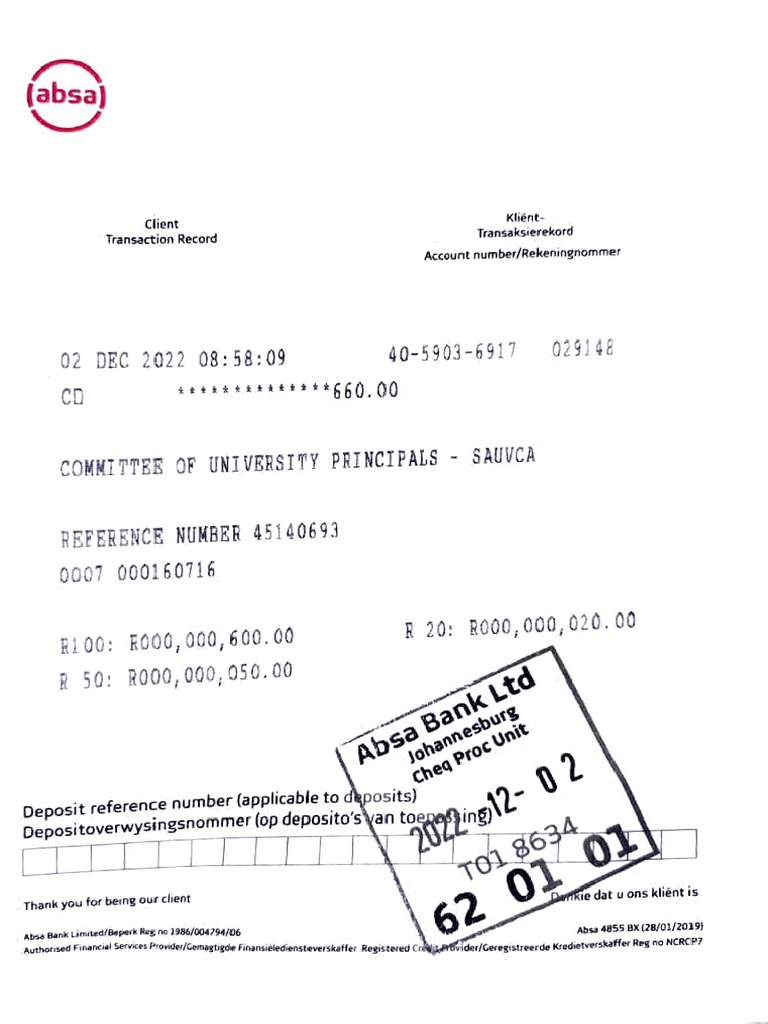 absa
Client
Transaction Record
Kliënt-
Transaksierekord
Account number/Rekeningnommer
02 DEC 2022 08:58:09 40-5903-6917 029148
CD **************660.00
COMMITTEE OF UNIVERSITY PRINCIPALS - SAUVCA
REFERENCE NUMBER 45140693
0007 000160716
R100: R000,000,600.00 R 20: R000,000,020.00
R 50: R000,000,050.00
Absa Bank Ltd
Johannesburg
Cheq Proc Unit
2022 -12- 02
T01 8634
62 01 01
Deposit reference number (applicable to deposits)
Depositoverwysingsnommer (op deposito's van toepassing)
Thank you for being our client
Dankie dat u ons kliënt is
Absa Bank Limited/Beperk Reg no 1986/004794/06
Absa 4855 BX (28/01/2019)
Authorised Financial Services Provider/Gemagtigde Finansiëlediensteverskaffer Registered Credit Provider/Geregistreerde Kredietverskaffer Reg no NCRCP7